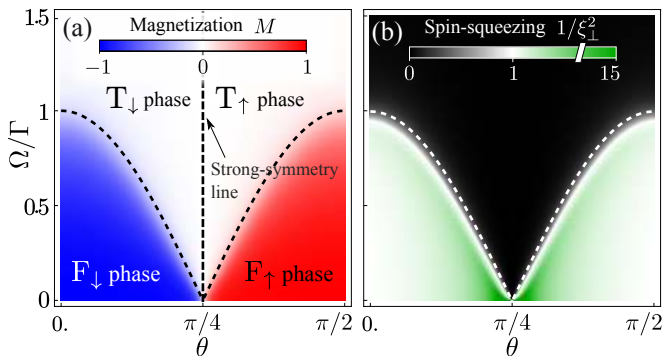 (a) Magnetization M
−1 0 1
T↓ phase T↑ phase
Strong-symmetry
line
F↓ phase F↑ phase
Ω/Γ
1.5
1
0.5
0
0. π/4 π/2
θ
(b) Spin-squeezing 1/ξ²⊥
0 1 15
0. π/4 π/2
θ